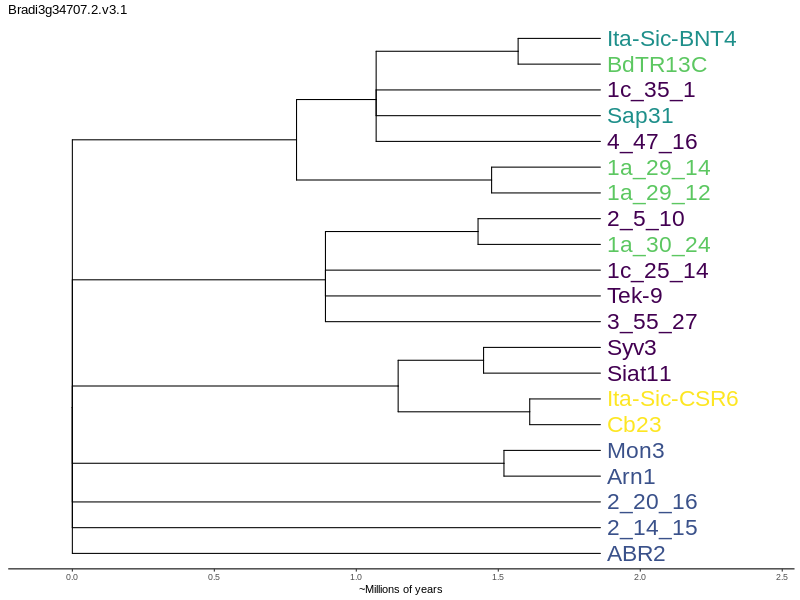 Bradi3g34707.2.v3.1
Ita-Sic-BNT4
BdTR13C
1c_35_1
Sap31
4_47_16
1a_29_14
1a_29_12
2_5_10
1a_30_24
1c_25_14
Tek-9
3_55_27
Syv3
Siat11
Ita-Sic-CSR6
Cb23
Mon3
Arn1
2_20_16
2_14_15
ABR2
0.0 0.5 1.0 1.5 2.0 2.5
~Millions of years